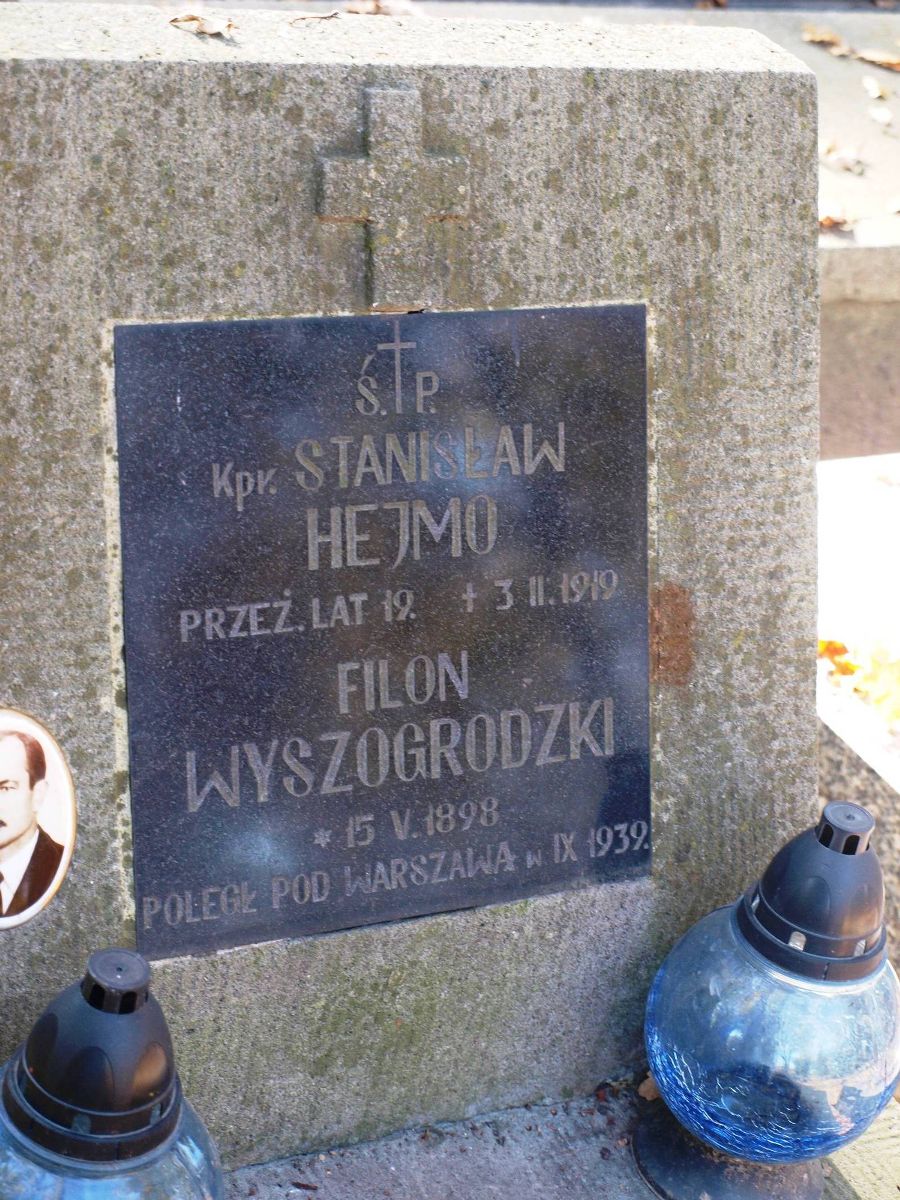 Ś. P.
Kpr. STANISŁAW
HEJMO
PRZEŻ. LAT 19. † 3 II. 1919
FILON
WYSZOGRODZKI
* 15 V. 1898
POLEGŁ POD WARSZAWĄ w IX 1939.